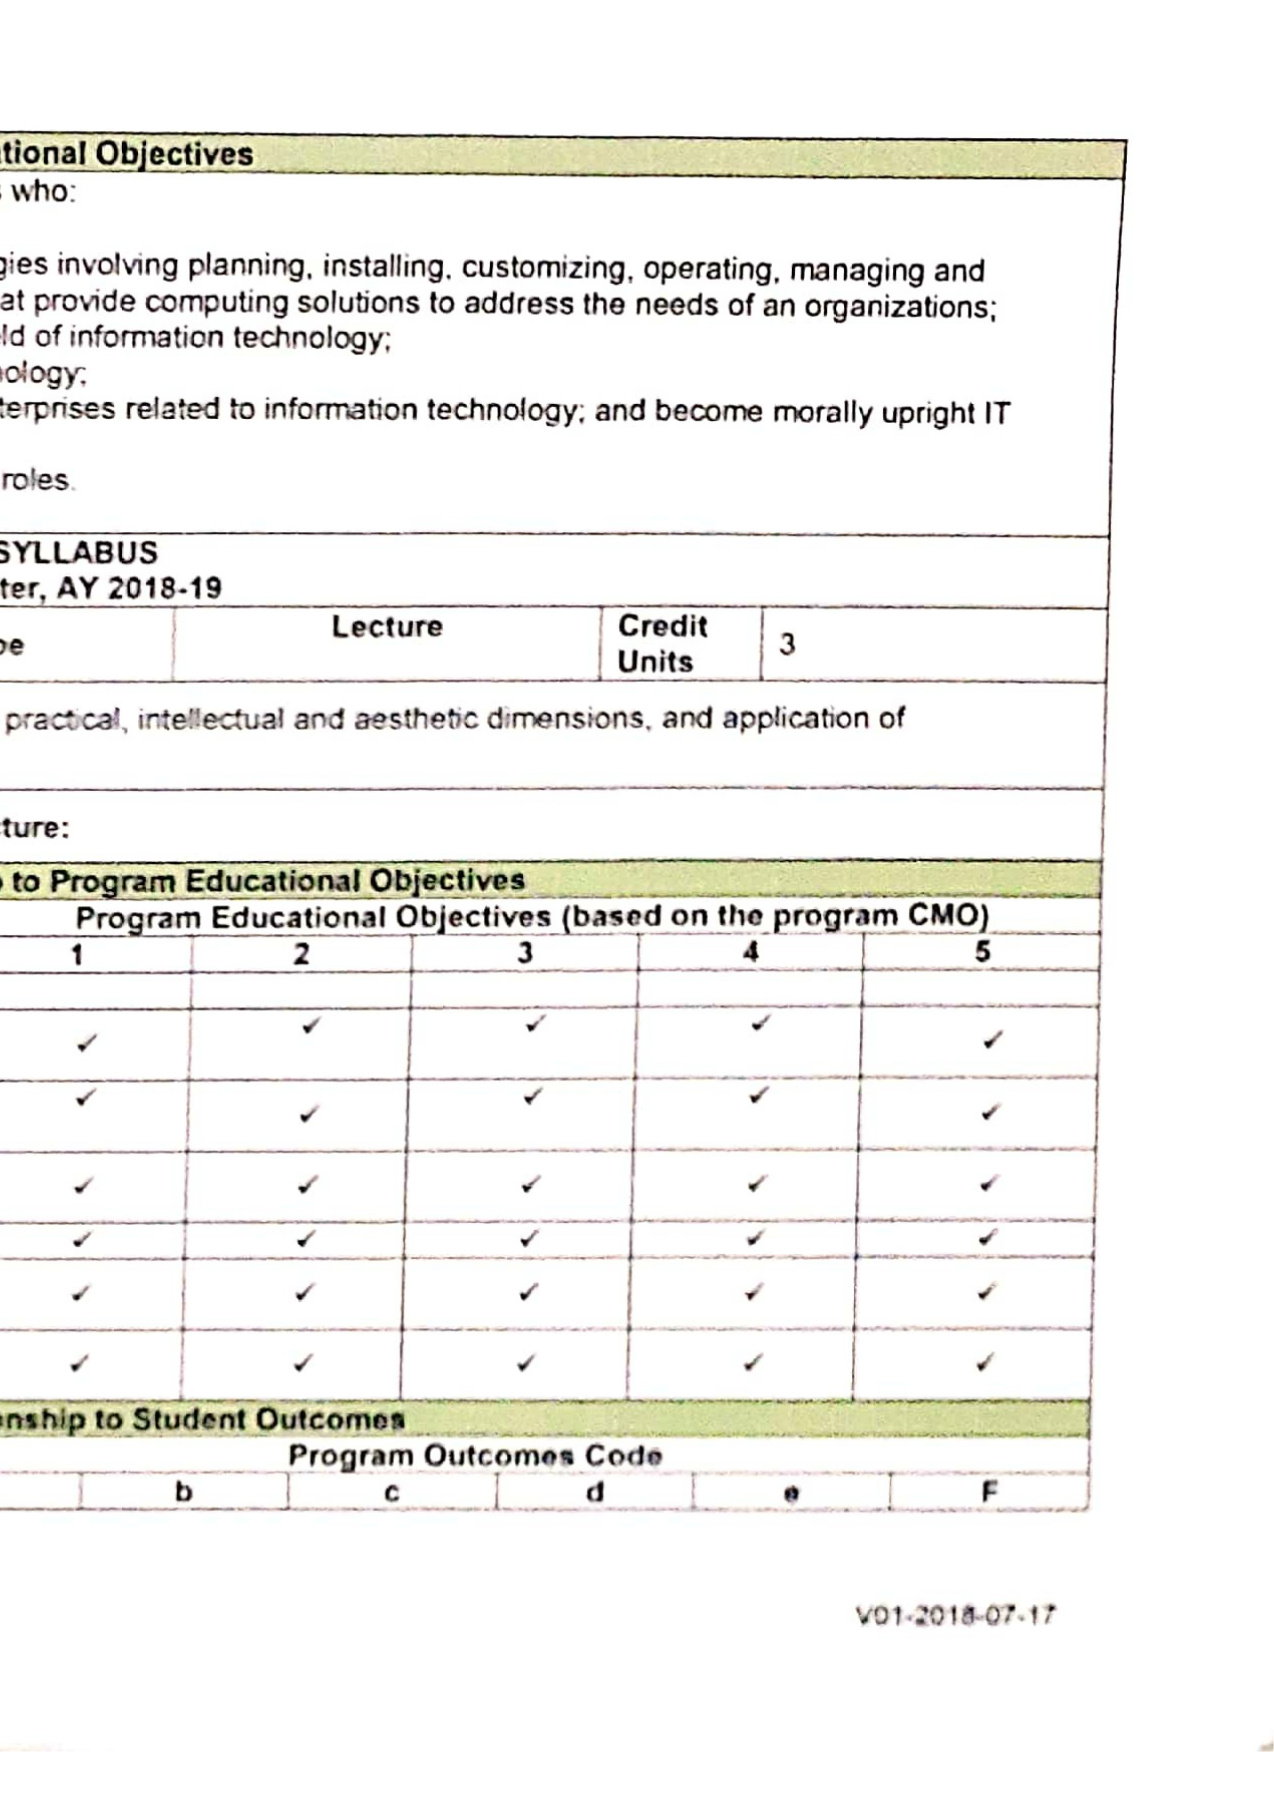 tional Objectives
s who:
gies involving planning, installing, customizing, operating, managing and
at provide computing solutions to address the needs of an organizations;
ld of information technology;
nology;
terprises related to information technology; and become morally upright IT
roles.
SYLLABUS
ter, AY 2018-19
pe Lecture Credit Units 3
practical, intellectual and aesthetic dimensions, and application of
cture:
to Program Educational Objectives
Program Educational Objectives (based on the program CMO)
1 2 3 4 5
✓ ✓ ✓ ✓ ✓
✓ ✓ ✓ ✓ ✓
✓ ✓ ✓ ✓ ✓
✓ ✓ ✓ ✓ ✓
✓ ✓ ✓ ✓ ✓
✓ ✓ ✓ ✓ ✓
nship to Student Outcomes
Program Outcomes Code
b c d e F
V01-2018-07-17